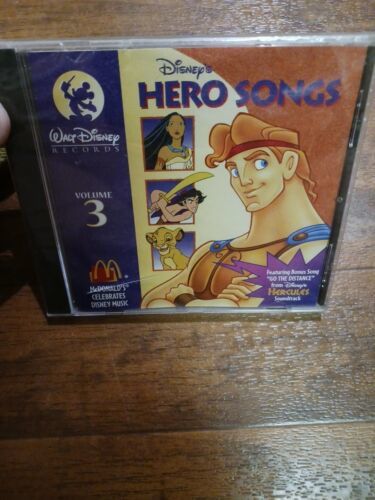 Disney's
HERO SONGS
WALT DISNEY
RECORDS
VOLUME
3
McDONALD'S®
CELEBRATES
DISNEY MUSIC
Featuring Bonus Song
"GO THE DISTANCE"
from Disney's
HERCULES
Soundtrack